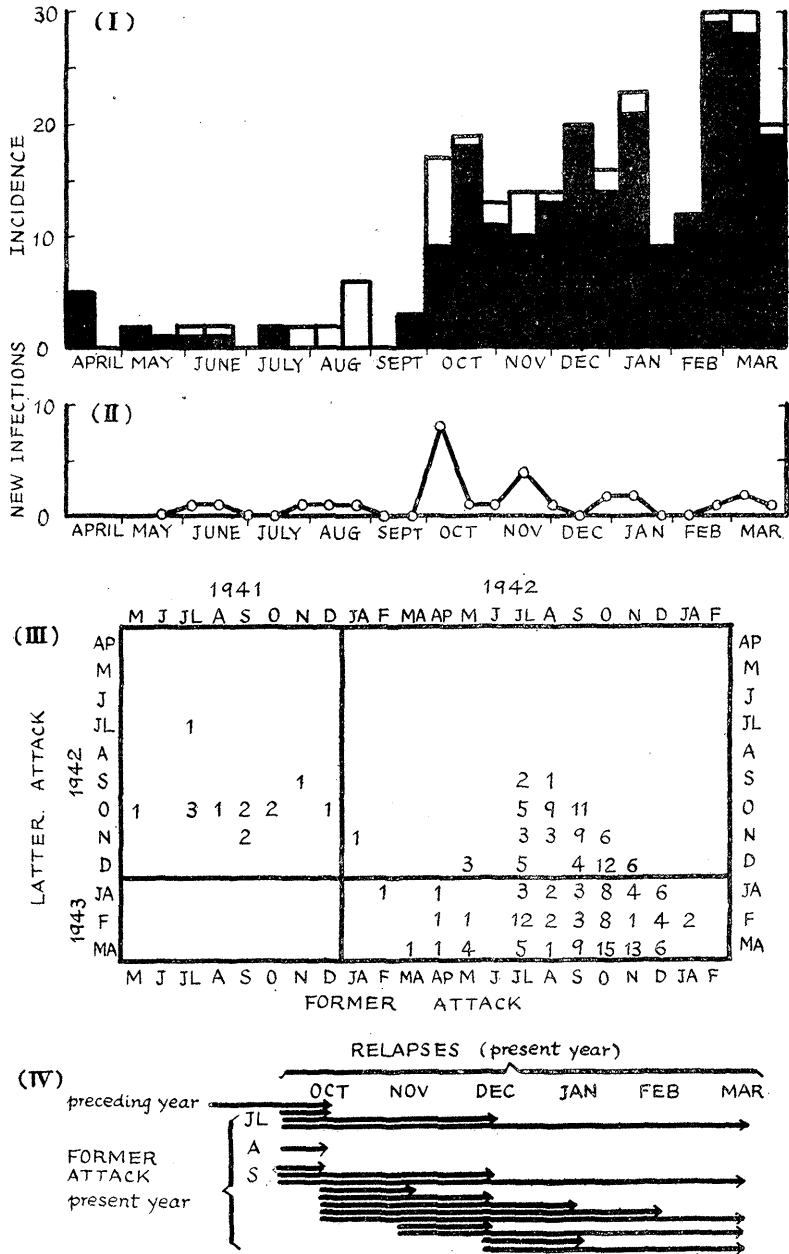 (I)
30
20
10
0
INCIDENCE
APRIL MAY JUNE JULY AUG SEPT OCT NOV DEC JAN FEB MAR
(II)
10
0
NEW INFECTIONS
APRIL MAY JUNE JULY AUG SEPT OCT NOV DEC JAN FEB MAR
1941 1942
M J JL A S O N D JA F MA AP M J JL A S O N D JA F
(III)
LATTER. ATTACK
1942
1943
AP AP
M M
J J
JL 1 JL
A A
S 1 2 1 S
O 1 3 1 2 2 1 5 9 11 O
N 2 1 3 3 9 6 N
D 3 5 4 12 6 D
JA 1 1 3 2 3 8 4 6 JA
F 1 1 12 2 3 8 1 4 2 F
MA 1 1 4 5 1 9 15 13 6 MA
M J JL A S O N D JA F MA AP M J JL A S O N D JA F
FORMER ATTACK
RELAPSES (present year)
(IV)
OCT NOV DEC JAN FEB MAR
preceding year
JL
A
S
FORMER
ATTACK
present year